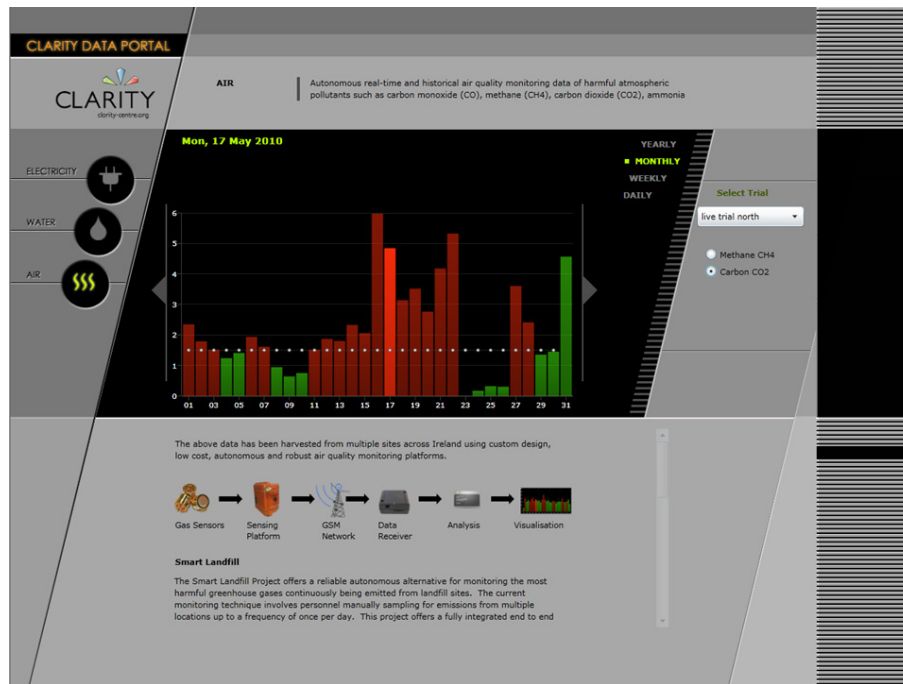 CLARITY DATA PORTAL
CLARITY
clarity-centre.org
AIR
Autonomous real-time and historical air quality monitoring data of harmful atmospheric
pollutants such as carbon monoxide (CO), methane (CH4), carbon dioxide (CO2), ammonia
ELECTRICITY
WATER
AIR
Mon, 17 May 2010
YEARLY
MONTHLY
WEEKLY
DAILY
6
5
4
3
2
1
0
01 03 05 07 09 11 13 15 17 19 21 23 25 27 29 31
Select Trial
live trial north
Methane CH4
Carbon CO2
The above data has been harvested from multiple sites across Ireland using custom design,
low cost, autonomous and robust air quality monitoring platforms.
Gas Sensors
Sensing
Platform
GSM
Network
Data
Receiver
Analysis
Visualisation
Smart Landfill
The Smart Landfill Project offers a reliable autonomous alternative for monitoring the most
harmful greenhouse gases continuously being emitted from landfill sites. The current
monitoring technique involves personnel manually sampling for emissions from multiple
locations up to a frequency of once per day. This project offers a fully integrated end to end